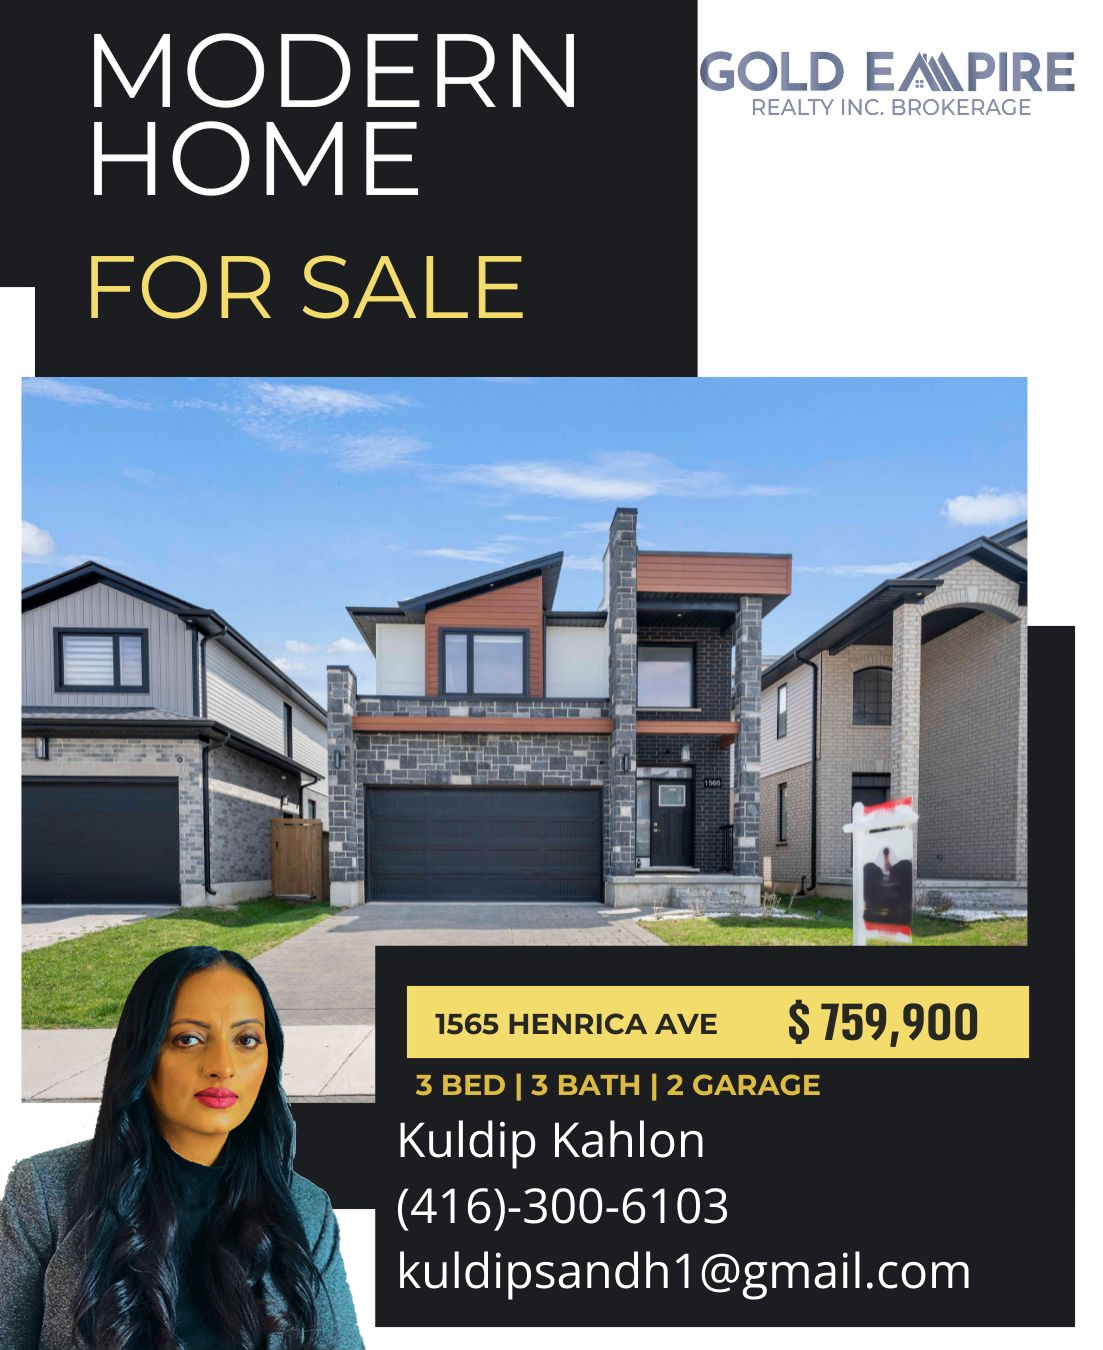 MODERN
HOME
FOR SALE
GOLD EMPIRE
REALTY INC. BROKERAGE
1565
1565 HENRICA AVE
$ 759,900
3 BED | 3 BATH | 2 GARAGE
Kuldip Kahlon
(416)-300-6103
kuldipsandh1@gmail.com